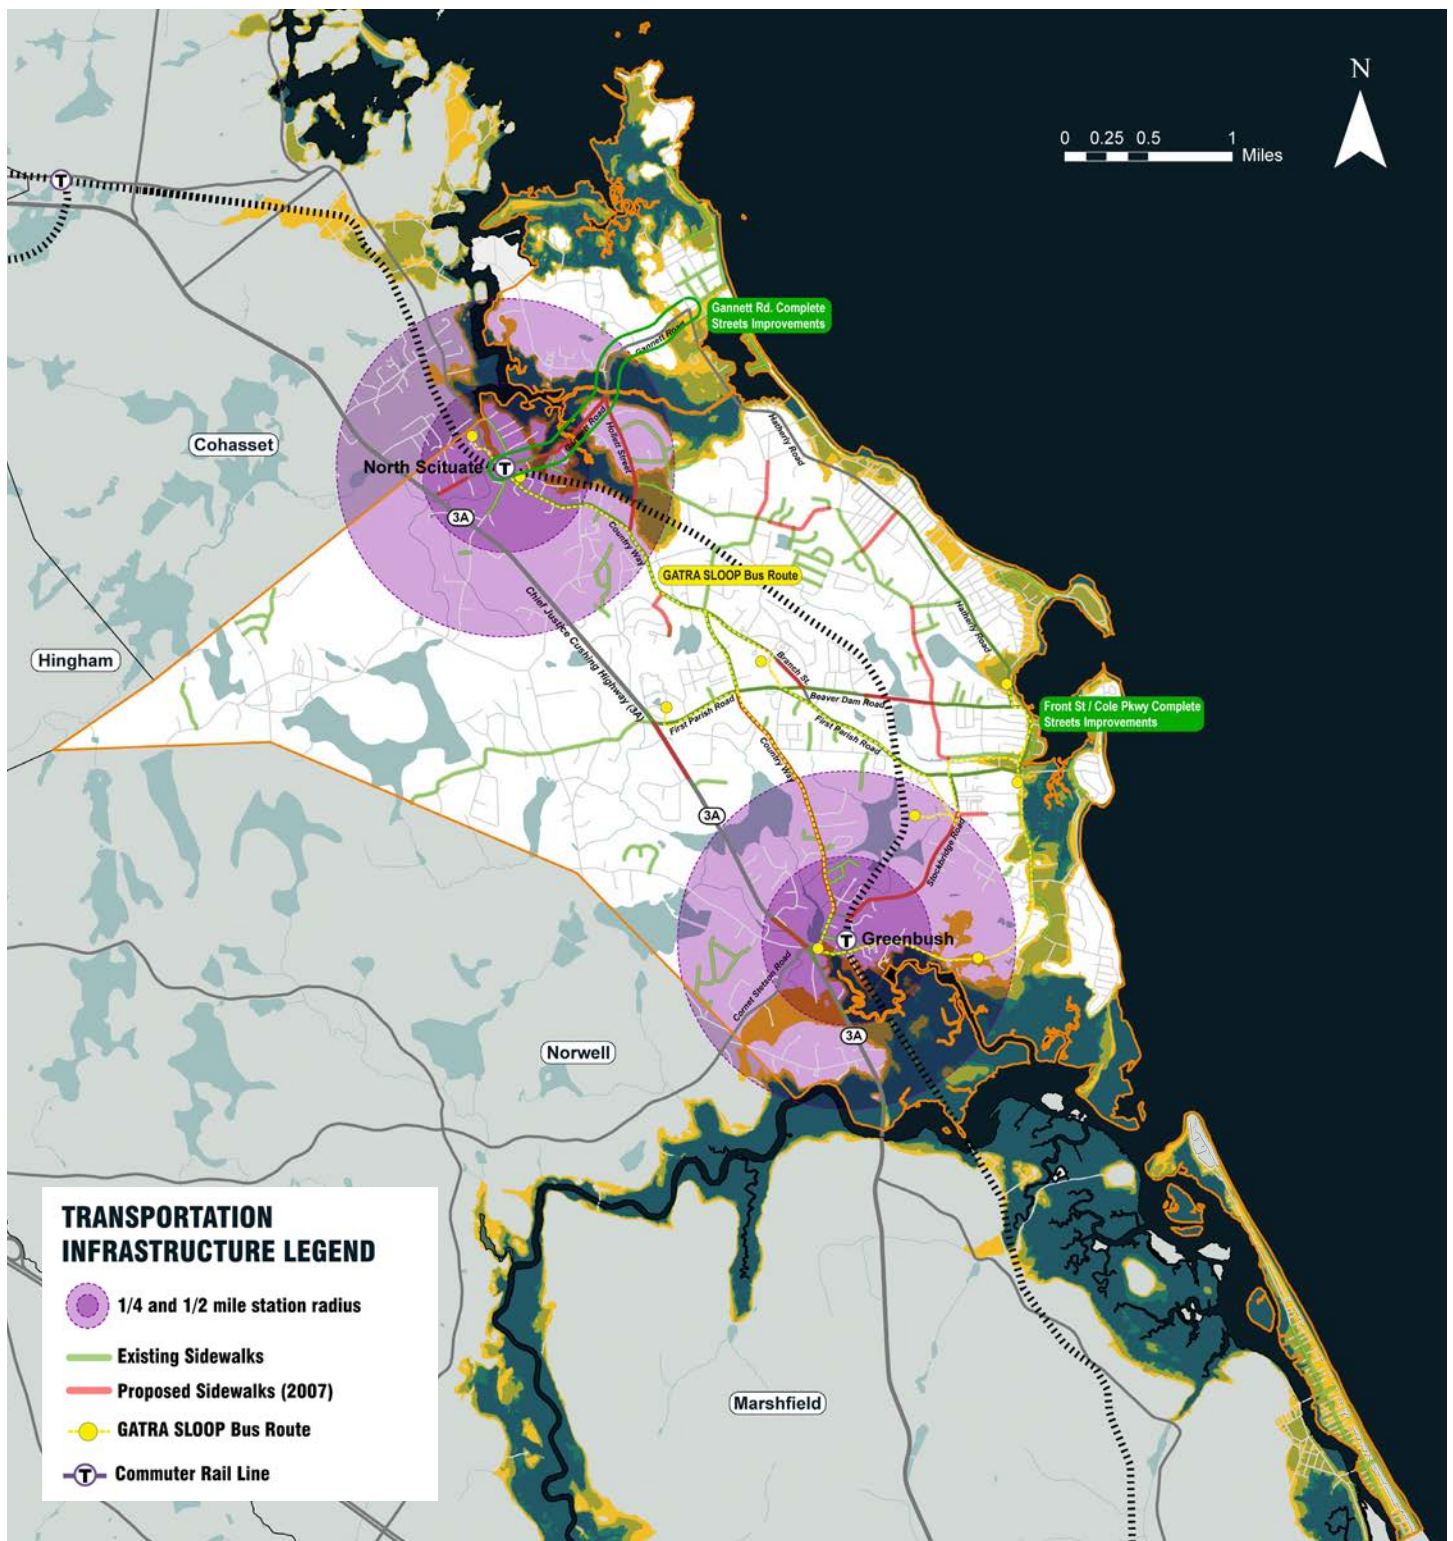 N
0 0.25 0.5 1
Miles
T
Gannett Rd. Complete
Streets Improvements
Gannett Road
Hatherly Road
Cohasset
Gannett Road
Hollett Street
North Scituate
T
3A
Country Way
GATRA SLOOP Bus Route
Chief Justice Cushing Highway (3A)
Hatherly Road
Hingham
Branch St.
Beaver Dam Road
First Parish Road
First Parish Road
Front St / Cole Pkwy Complete
Streets Improvements
Country Way
3A
Stockbridge Road
T
Greenbush
Cornet Stetson Road
3A
Norwell
Marshfield
TRANSPORTATION
INFRASTRUCTURE LEGEND
1/4 and 1/2 mile station radius
Existing Sidewalks
Proposed Sidewalks (2007)
GATRA SLOOP Bus Route
T
Commuter Rail Line